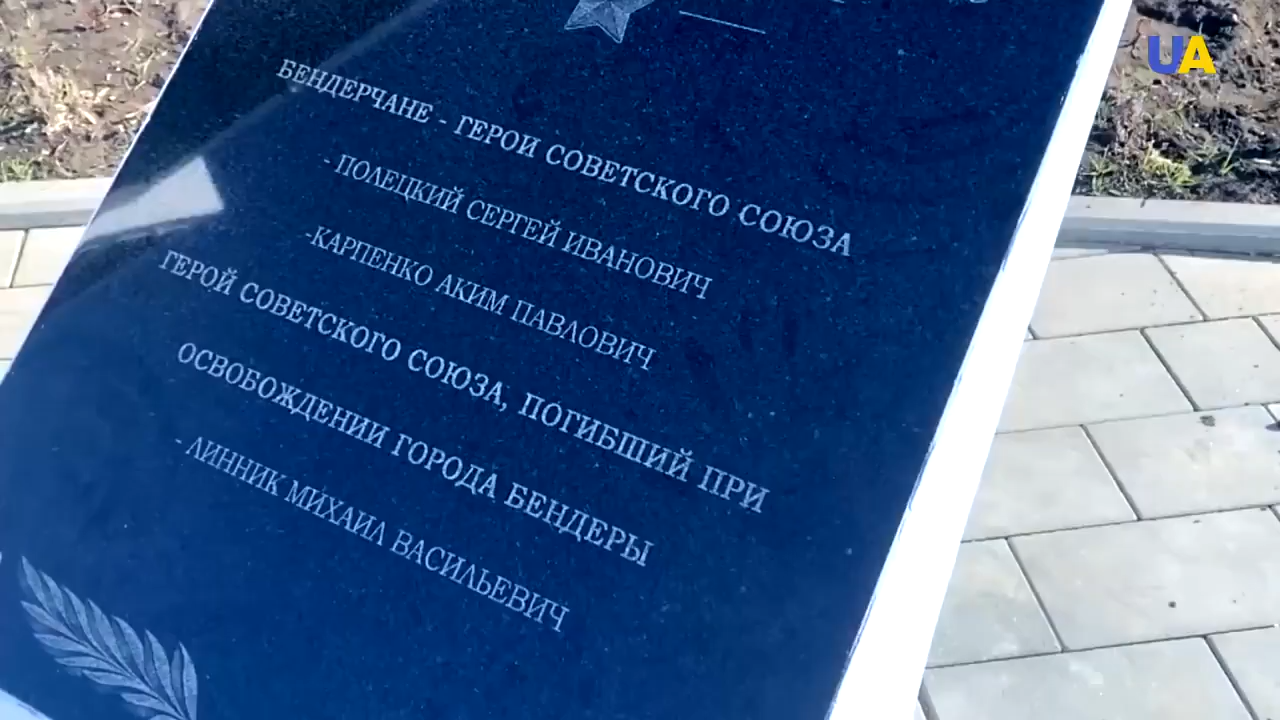 UA
БЕНДЕРЧАНЕ - ГЕРОИ СОВЕТСКОГО СОЮЗА
- ПОЛЕЦКИЙ СЕРГЕЙ ИВАНОВИЧ
-КАРПЕНКО АКИМ ПАВЛОВИЧ
ГЕРОЙ СОВЕТСКОГО СОЮЗА, ПОГИБШИЙ ПРИ
ОСВОБОЖДЕНИИ ГОРОДА БЕНДЕРЫ
- ЛИННИК МИХАИЛ ВАСИЛЬЕВИЧ